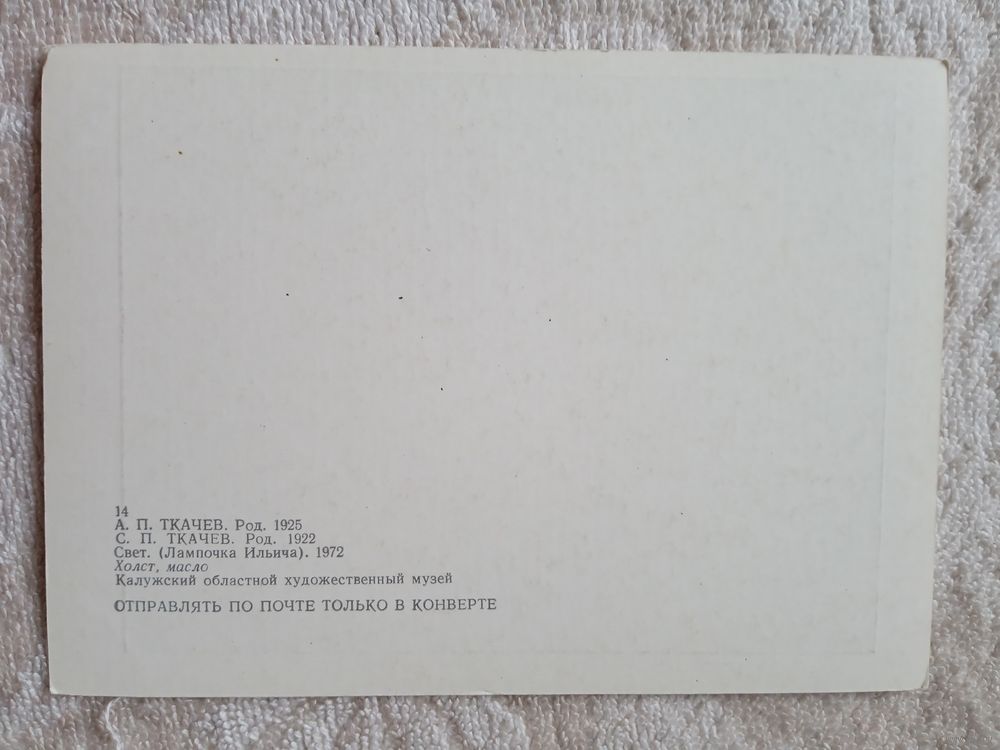 14
А. П. ТКАЧЕВ. Род. 1925
С. П. ТКАЧЕВ. Род. 1922
Свет. (Лампочка Ильича). 1972
Холст, масло
Калужский областной художественный музей
ОТПРАВЛЯТЬ ПО ПОЧТЕ ТОЛЬКО В КОНВЕРТЕ